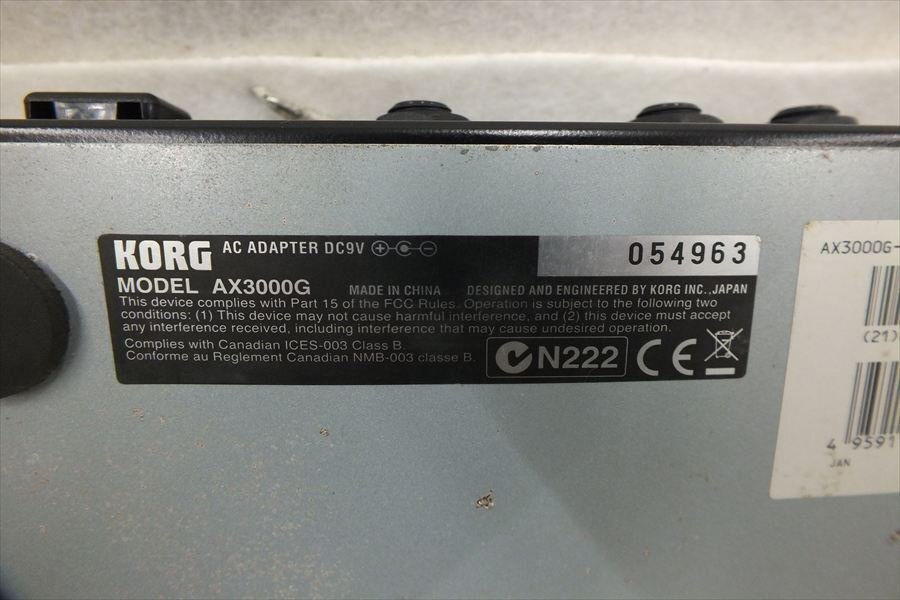 KORG AC ADAPTER DC9V
054963
MODEL AX3000G MADE IN CHINA DESIGNED AND ENGINEERED BY KORG INC.,JAPAN
This device complies with Part 15 of the FCC Rules. Operation is subject to the following two
conditions: (1) This device may not cause harmful interference, and (2) this device must accept
any interference received, including interference that may cause undesired operation.
Complies with Canadian ICES-003 Class B.
Conforme au Reglement Canadian NMB-003 classe B.
N222 CE
AX3000G-
(21)
4 9591
JAN